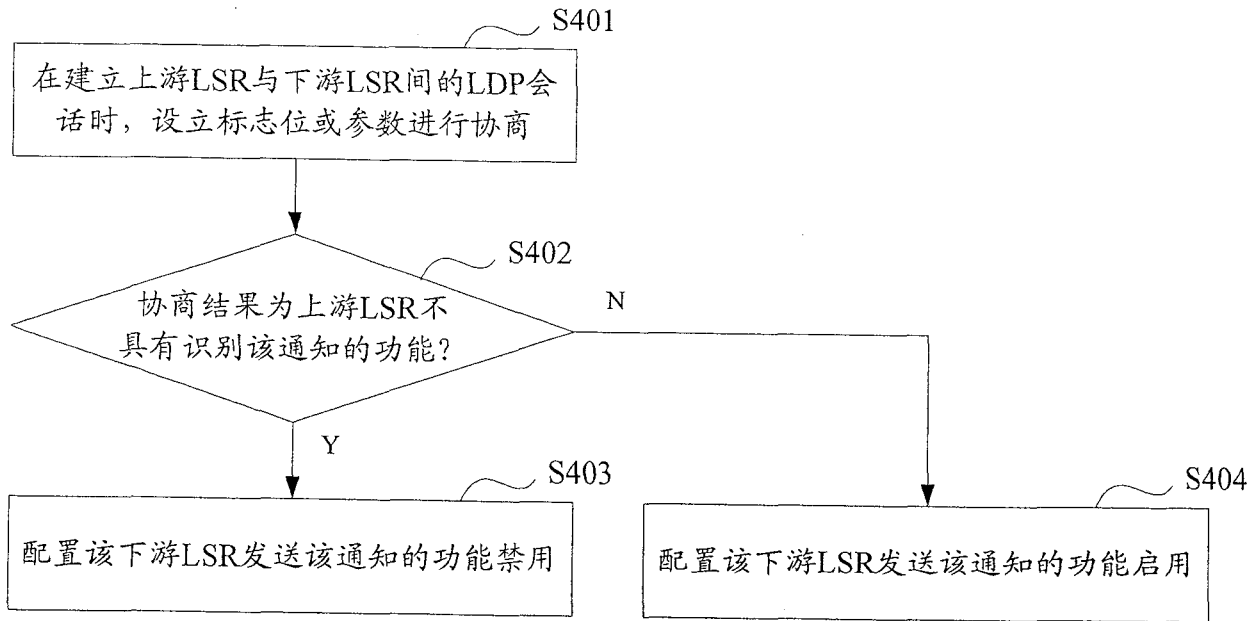 S401
在建立上游LSR与下游LSR间的LDP会
话时，设立标志位或参数进行协商
S402
协商结果为上游LSR不
具有识别该通知的功能?
N
Y
S403
配置该下游LSR发送该通知的功能禁用
S404
配置该下游LSR发送该通知的功能启用